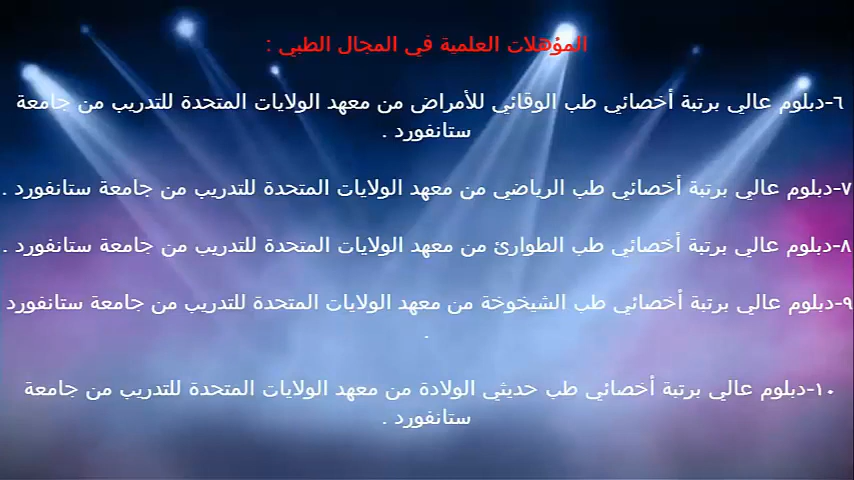 المؤهلات العلمية في المجال الطبي :
٦-دبلوم عالي برتبة أخصائي طب الوقائي للأمراض من معهد الولايات المتحدة للتدريب من جامعة
ستانفورد .
٧-دبلوم عالي برتبة أخصائي طب الرياضي من معهد الولايات المتحدة للتدريب من جامعة ستانفورد .
٨-دبلوم عالي برتبة أخصائي طب الطوارئ من معهد الولايات المتحدة للتدريب من جامعة ستانفورد .
٩-دبلوم عالي برتبة أخصائي طب الشيخوخة من معهد الولايات المتحدة للتدريب من جامعة ستانفورد
.
١٠-دبلوم عالي برتبة أخصائي طب حديثي الولادة من معهد الولايات المتحدة للتدريب من جامعة
ستانفورد .